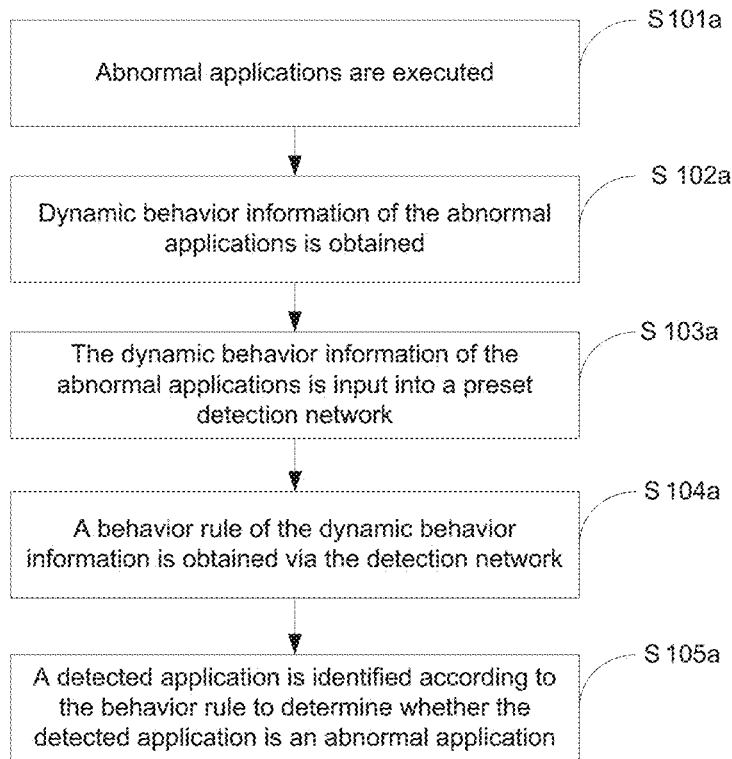 S 101a
Abnormal applications are executed
S 102a
Dynamic behavior information of the abnormal
applications is obtained
S 103a
The dynamic behavior information of the
abnormal applications is input into a preset
detection network
S 104a
A behavior rule of the dynamic behavior
information is obtained via the detection network
S 105a
A detected application is identified according to
the behavior rule to determine whether the
detected application is an abnormal application